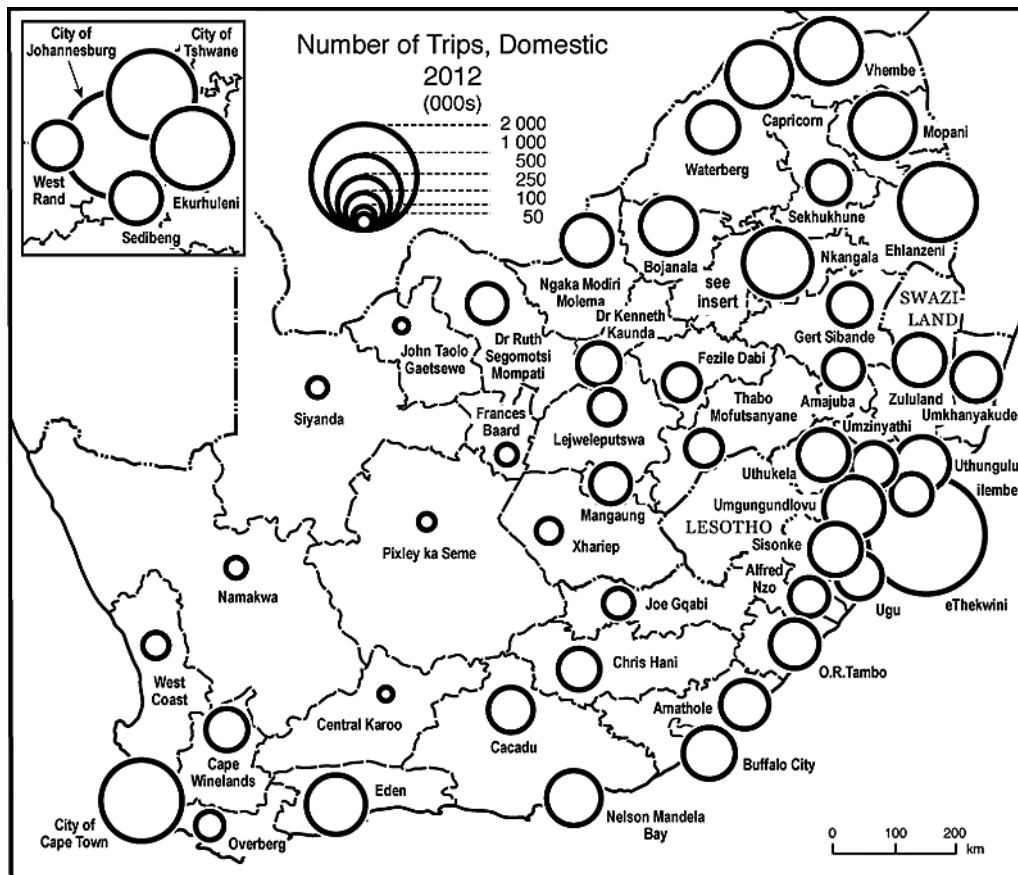 City of
Johannesburg
City of
Tshwane
West
Rand
Sedibeng
Ekurhuleni
Number of Trips, Domestic
2012
(000s)
2 000
1 000
500
250
100
50
Vhembe
Capricorn
Mopani
Waterberg
Sekhukhune
Ehlanzeni
Bojanala
Nkangala
Ngaka Modiri
Molema
see
insert
SWAZI-
LAND
Dr Kenneth
Kaunda
Gert Sibande
John Taolo
Gaetsewe
Dr Ruth
Segomotsi
Mompati
Fezile Dabi
Siyanda
Thabo
Mofutsanyane
Amajuba
Zululand
Umkhanyakude
Frances
Baard
Lejweleputswa
Umzinyathi
Uthukela
Uthungulu
ilembe
Mangaung
Umgungundlovu
LESOTHO
Pixley ka Seme
Xhariep
Sisonke
Alfred
Nzo
Namakwa
Joe Gqabi
Ugu
eThekwini
West
Coast
Chris Hani
O.R.Tambo
Central Karoo
Cacadu
Amathole
Cape
Winelands
Buffalo City
Eden
City of
Cape Town
Overberg
Nelson Mandela
Bay
0 100 200
km